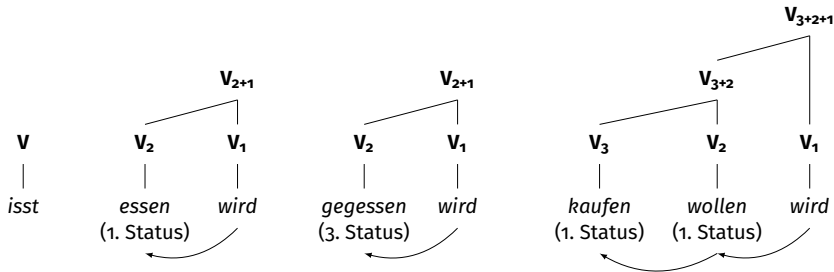 V₃₊₂₊₁
V₂₊₁ V₂₊₁ V₃₊₂
V V₂ V₁ V₂ V₁ V₃ V₂ V₁
isst essen wird gegessen wird kaufen wollen wird
(1. Status) (3. Status) (1. Status) (1. Status)